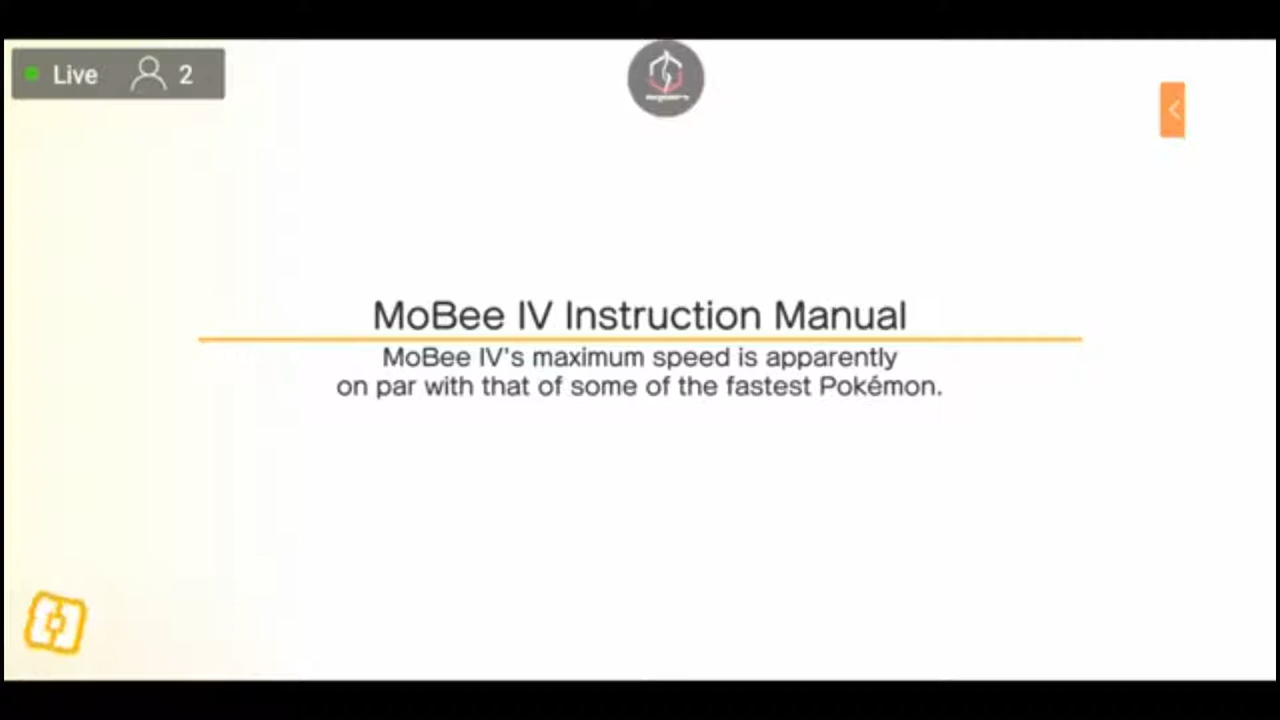 Live 2
MoBee IV Instruction Manual
MoBee IV's maximum speed is apparently
on par with that of some of the fastest Pokémon.